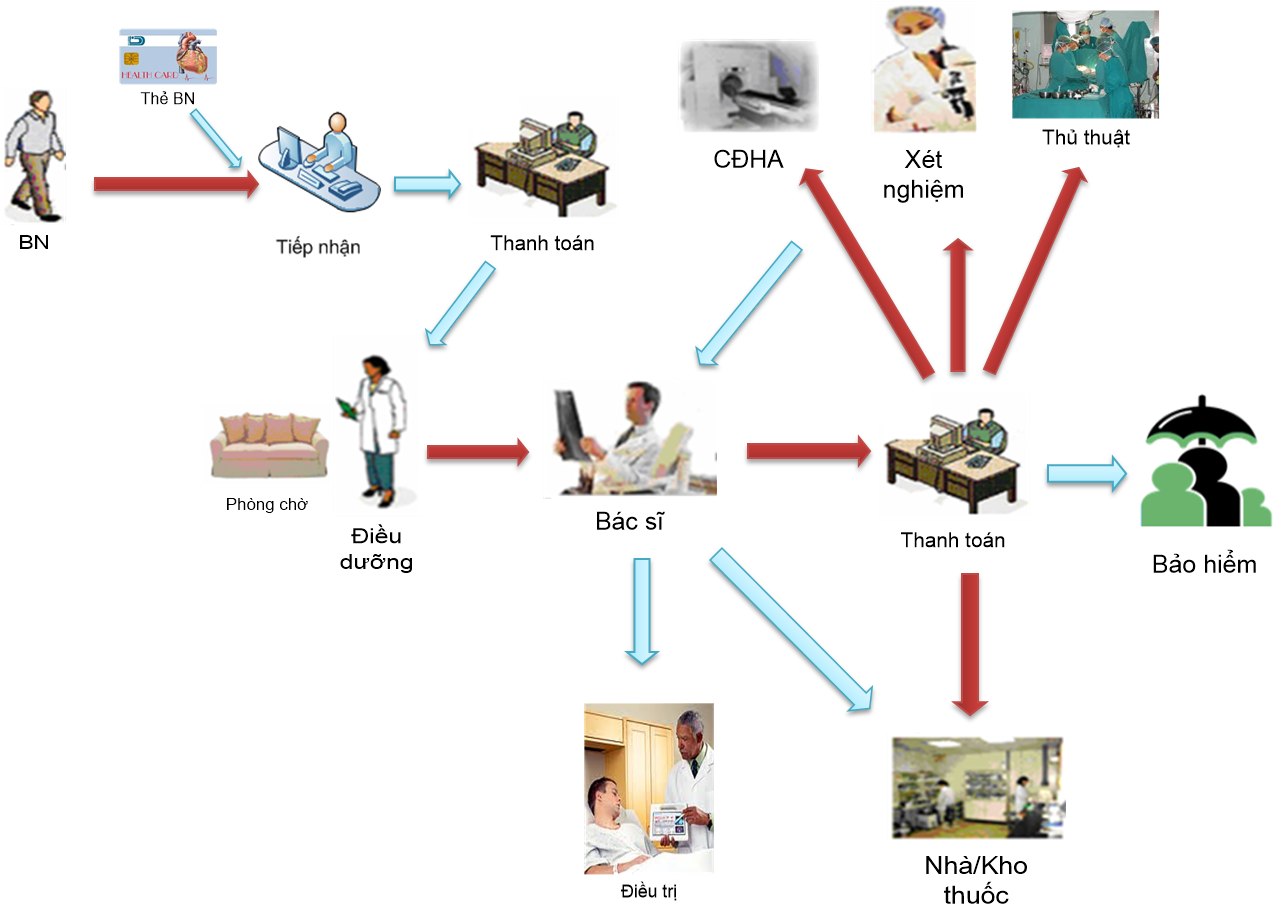 HEALTH CARD
Thẻ BN
BN
Tiếp nhận
Thanh toán
CĐHA
Xét
nghiệm
Thủ thuật
Phòng chờ
Điều
dưỡng
Bác sĩ
Thanh toán
Bảo hiểm
Điều trị
Nhà/Kho
thuốc